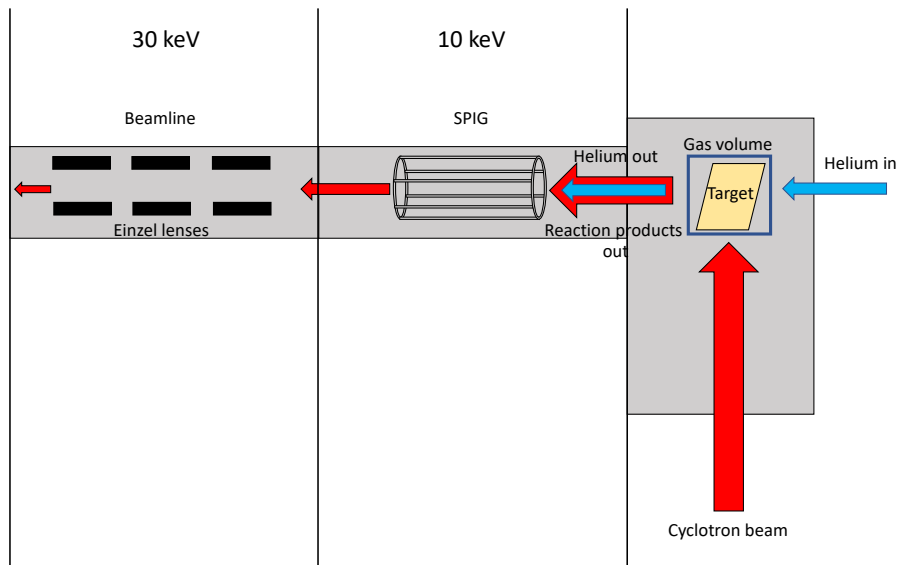 30 keV
10 keV
Beamline
SPIG
Helium out
Gas volume
Helium in
Target
Einzel lenses
Reaction products
out
Cyclotron beam